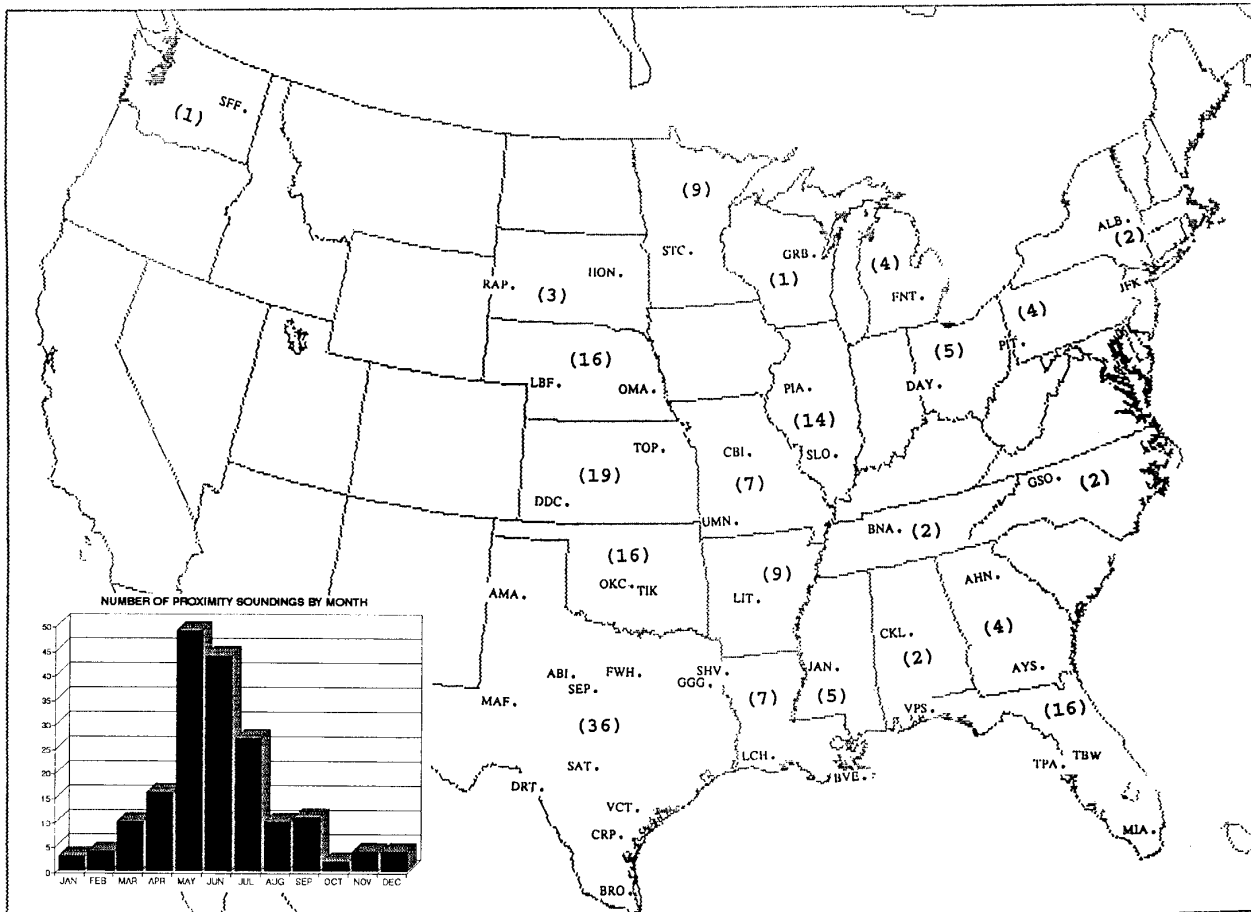 SFF.
(1)
(9)
STC.
RAP.
HON.
(3)
GRB.
(1)
(4)
FNT.
ALB.
(2)
JFK.
(4)
PIT.
(16)
LBF.
OMA.
PIA.
(14)
SLO.
(5)
DAY.
TOP.
(19)
DDC.
CBI.
(7)
UMN.
GSO.
(2)
BNA.
(2)
(16)
OKC.
TIK
AMA.
(9)
LIT.
AHN.
(4)
AYS.
CKL.
(2)
VPS.
JAN.
(5)
ABI.
FWH.
SHV.
GGG.
SEP.
MAF.
(36)
(7)
LCH.
BVE.
(16)
TPA.
TBW
MIA.
SAT.
DRT.
VCT.
CRP.
BRO.
NUMBER OF PROXIMITY SOUNDINGS BY MONTH
50
45
40
35
30
25
20
15
10
5
0
JAN FEB MAR APR MAY JUN JUL AUG SEP OCT NOV DEC